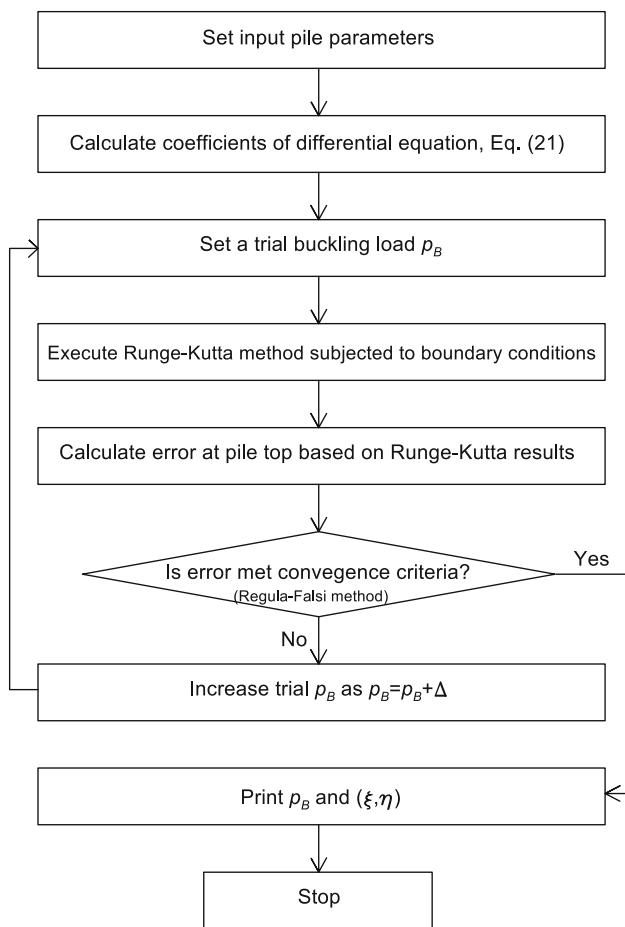 Set input pile parameters
Calculate coefficients of differential equation, Eq. (21)
Set a trial buckling load p_B
Execute Runge-Kutta method subjected to boundary conditions
Calculate error at pile top based on Runge-Kutta results
Is error met convegence criteria?
(Regula-Falsi method)
Yes
No
Increase trial p_B as p_B=p_B+Δ
Print p_B and (ξ,η)
Stop